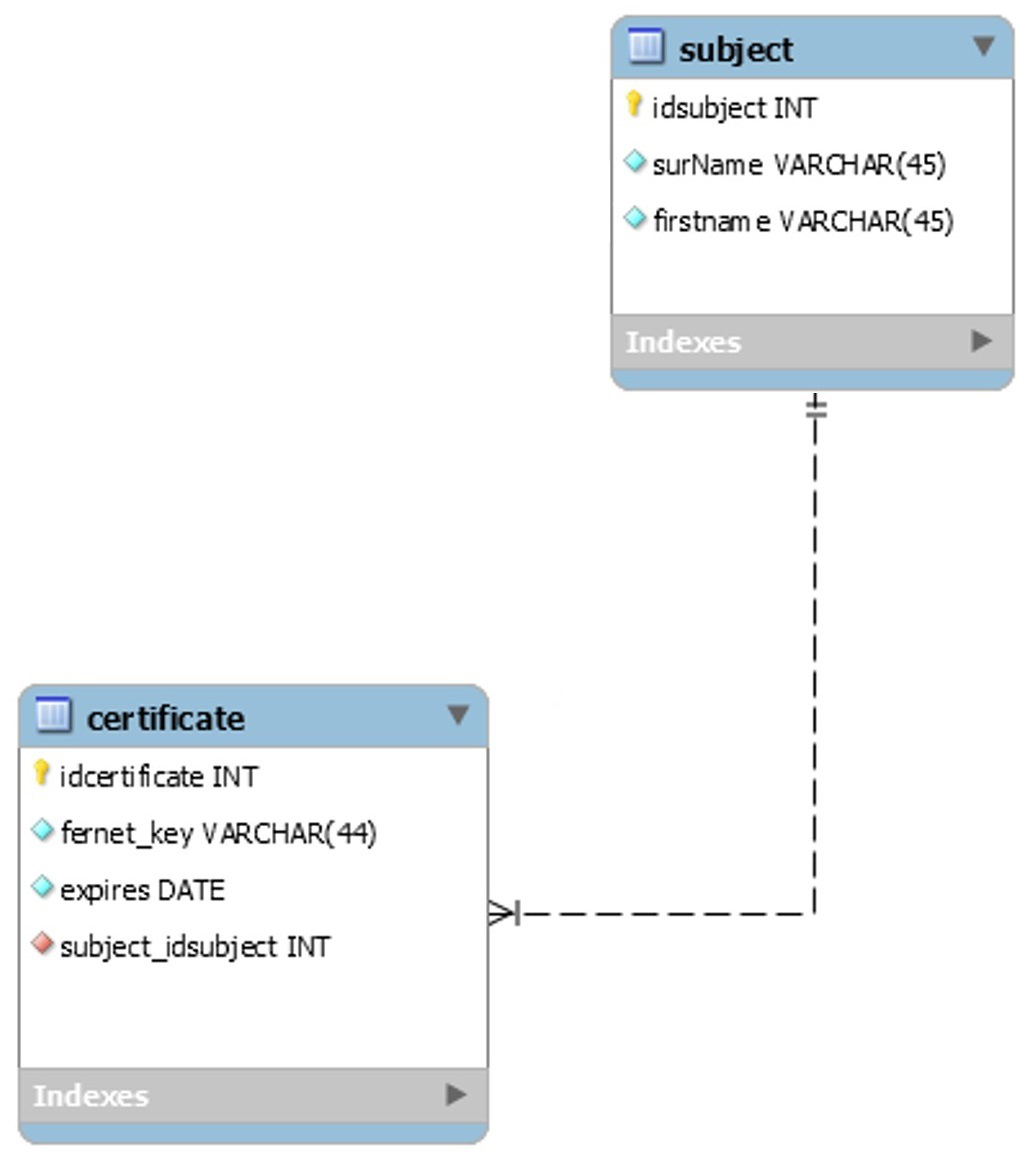 subject
idsubject INT
surName VARCHAR(45)
firstname VARCHAR(45)
Indexes
certificate
idcertificate INT
fernet_key VARCHAR(44)
expires DATE
subject_idsubject INT
Indexes